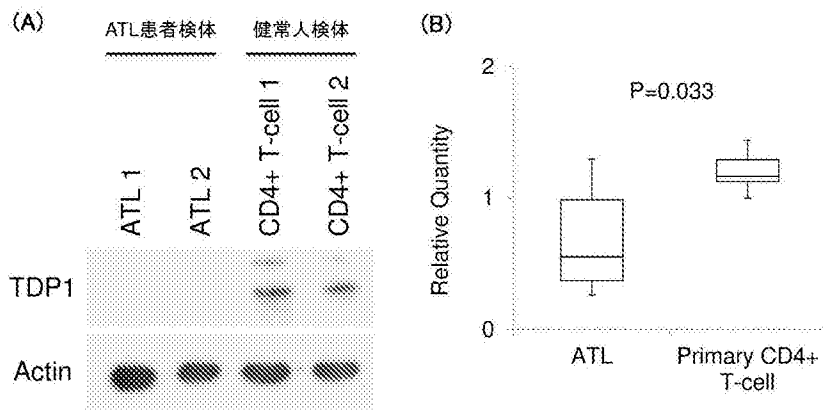 (A)
ATL患者検体
健常人検体
ATL 1
ATL 2
CD4+ T-cell 1
CD4+ T-cell 2
TDP1
Actin
(B)
2
1
0
Relative Quantity
P=0.033
ATL
Primary CD4+
T-cell